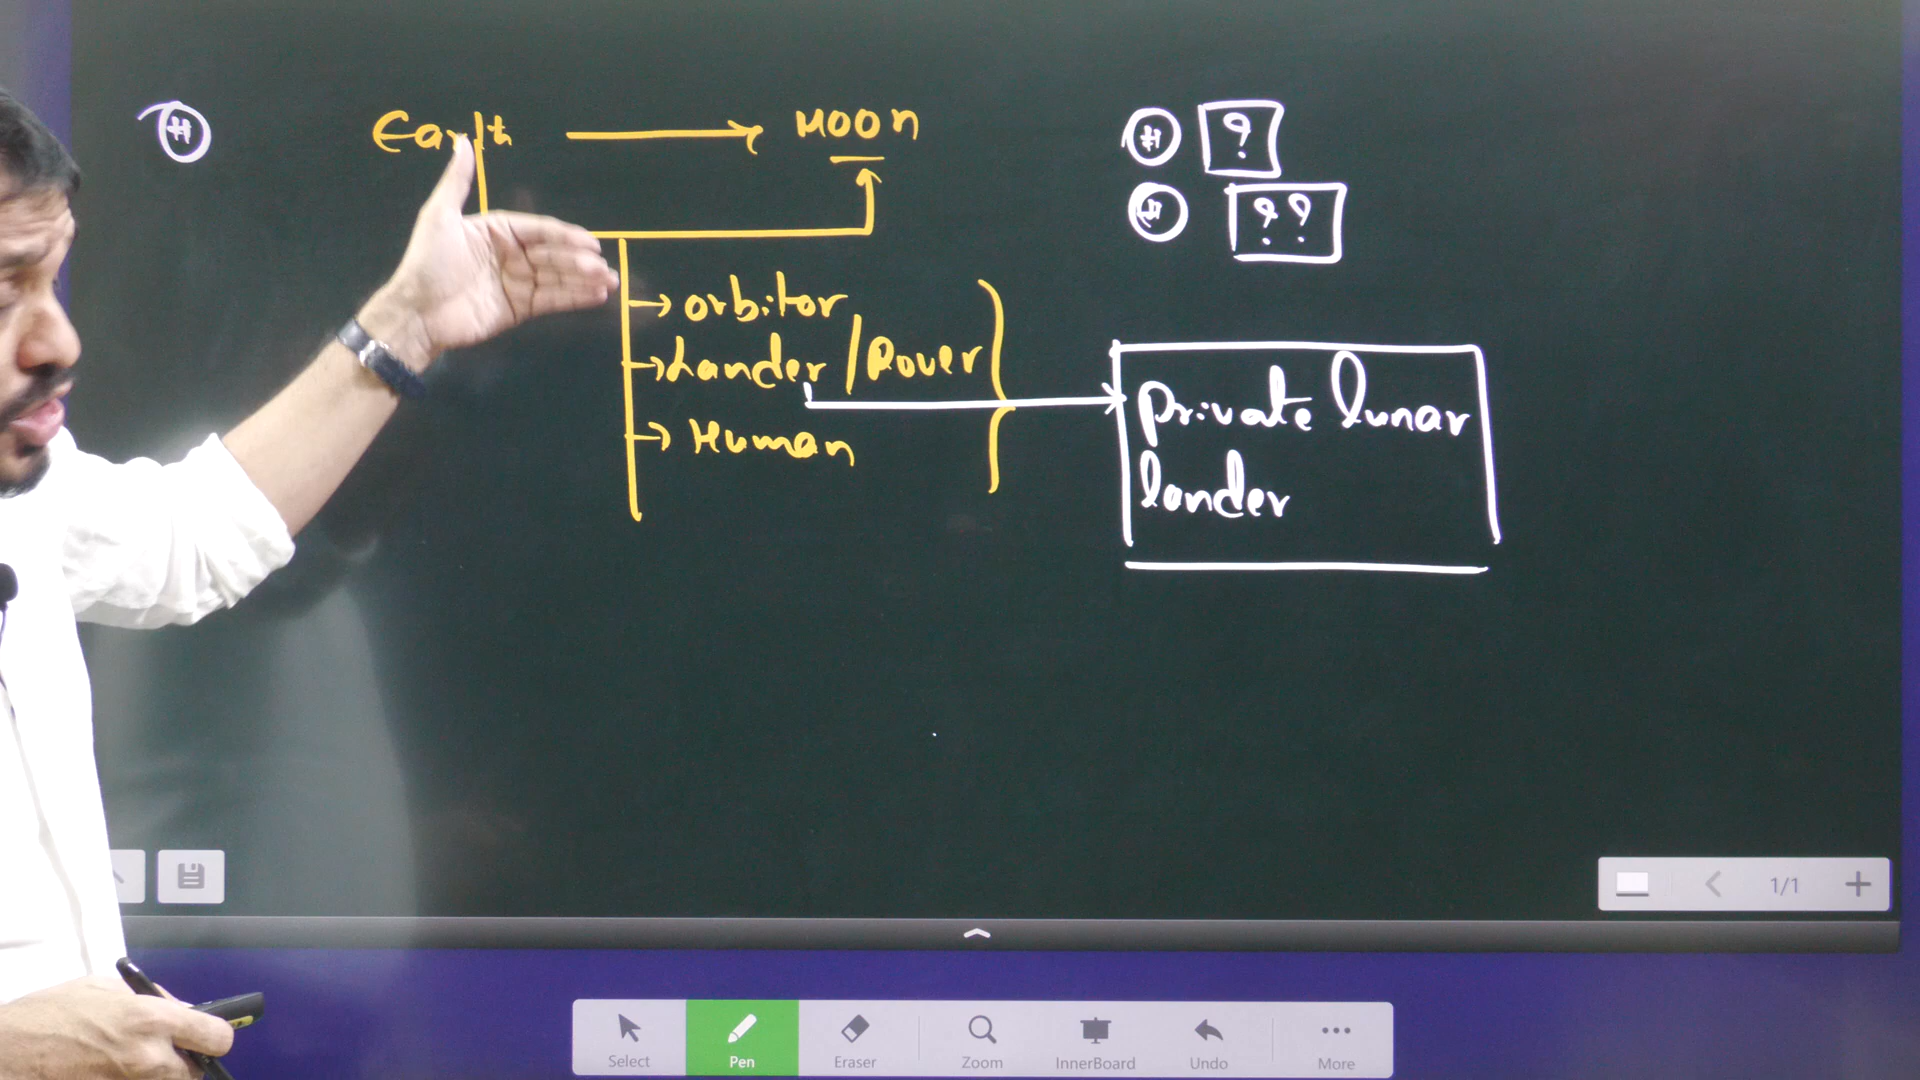 # Earth → Moon
# ?
# ??
→ orbitor
→ Lander / Rover
→ Human
private lunar
lander
1/1
Select Pen Eraser Zoom InnerBoard Undo More